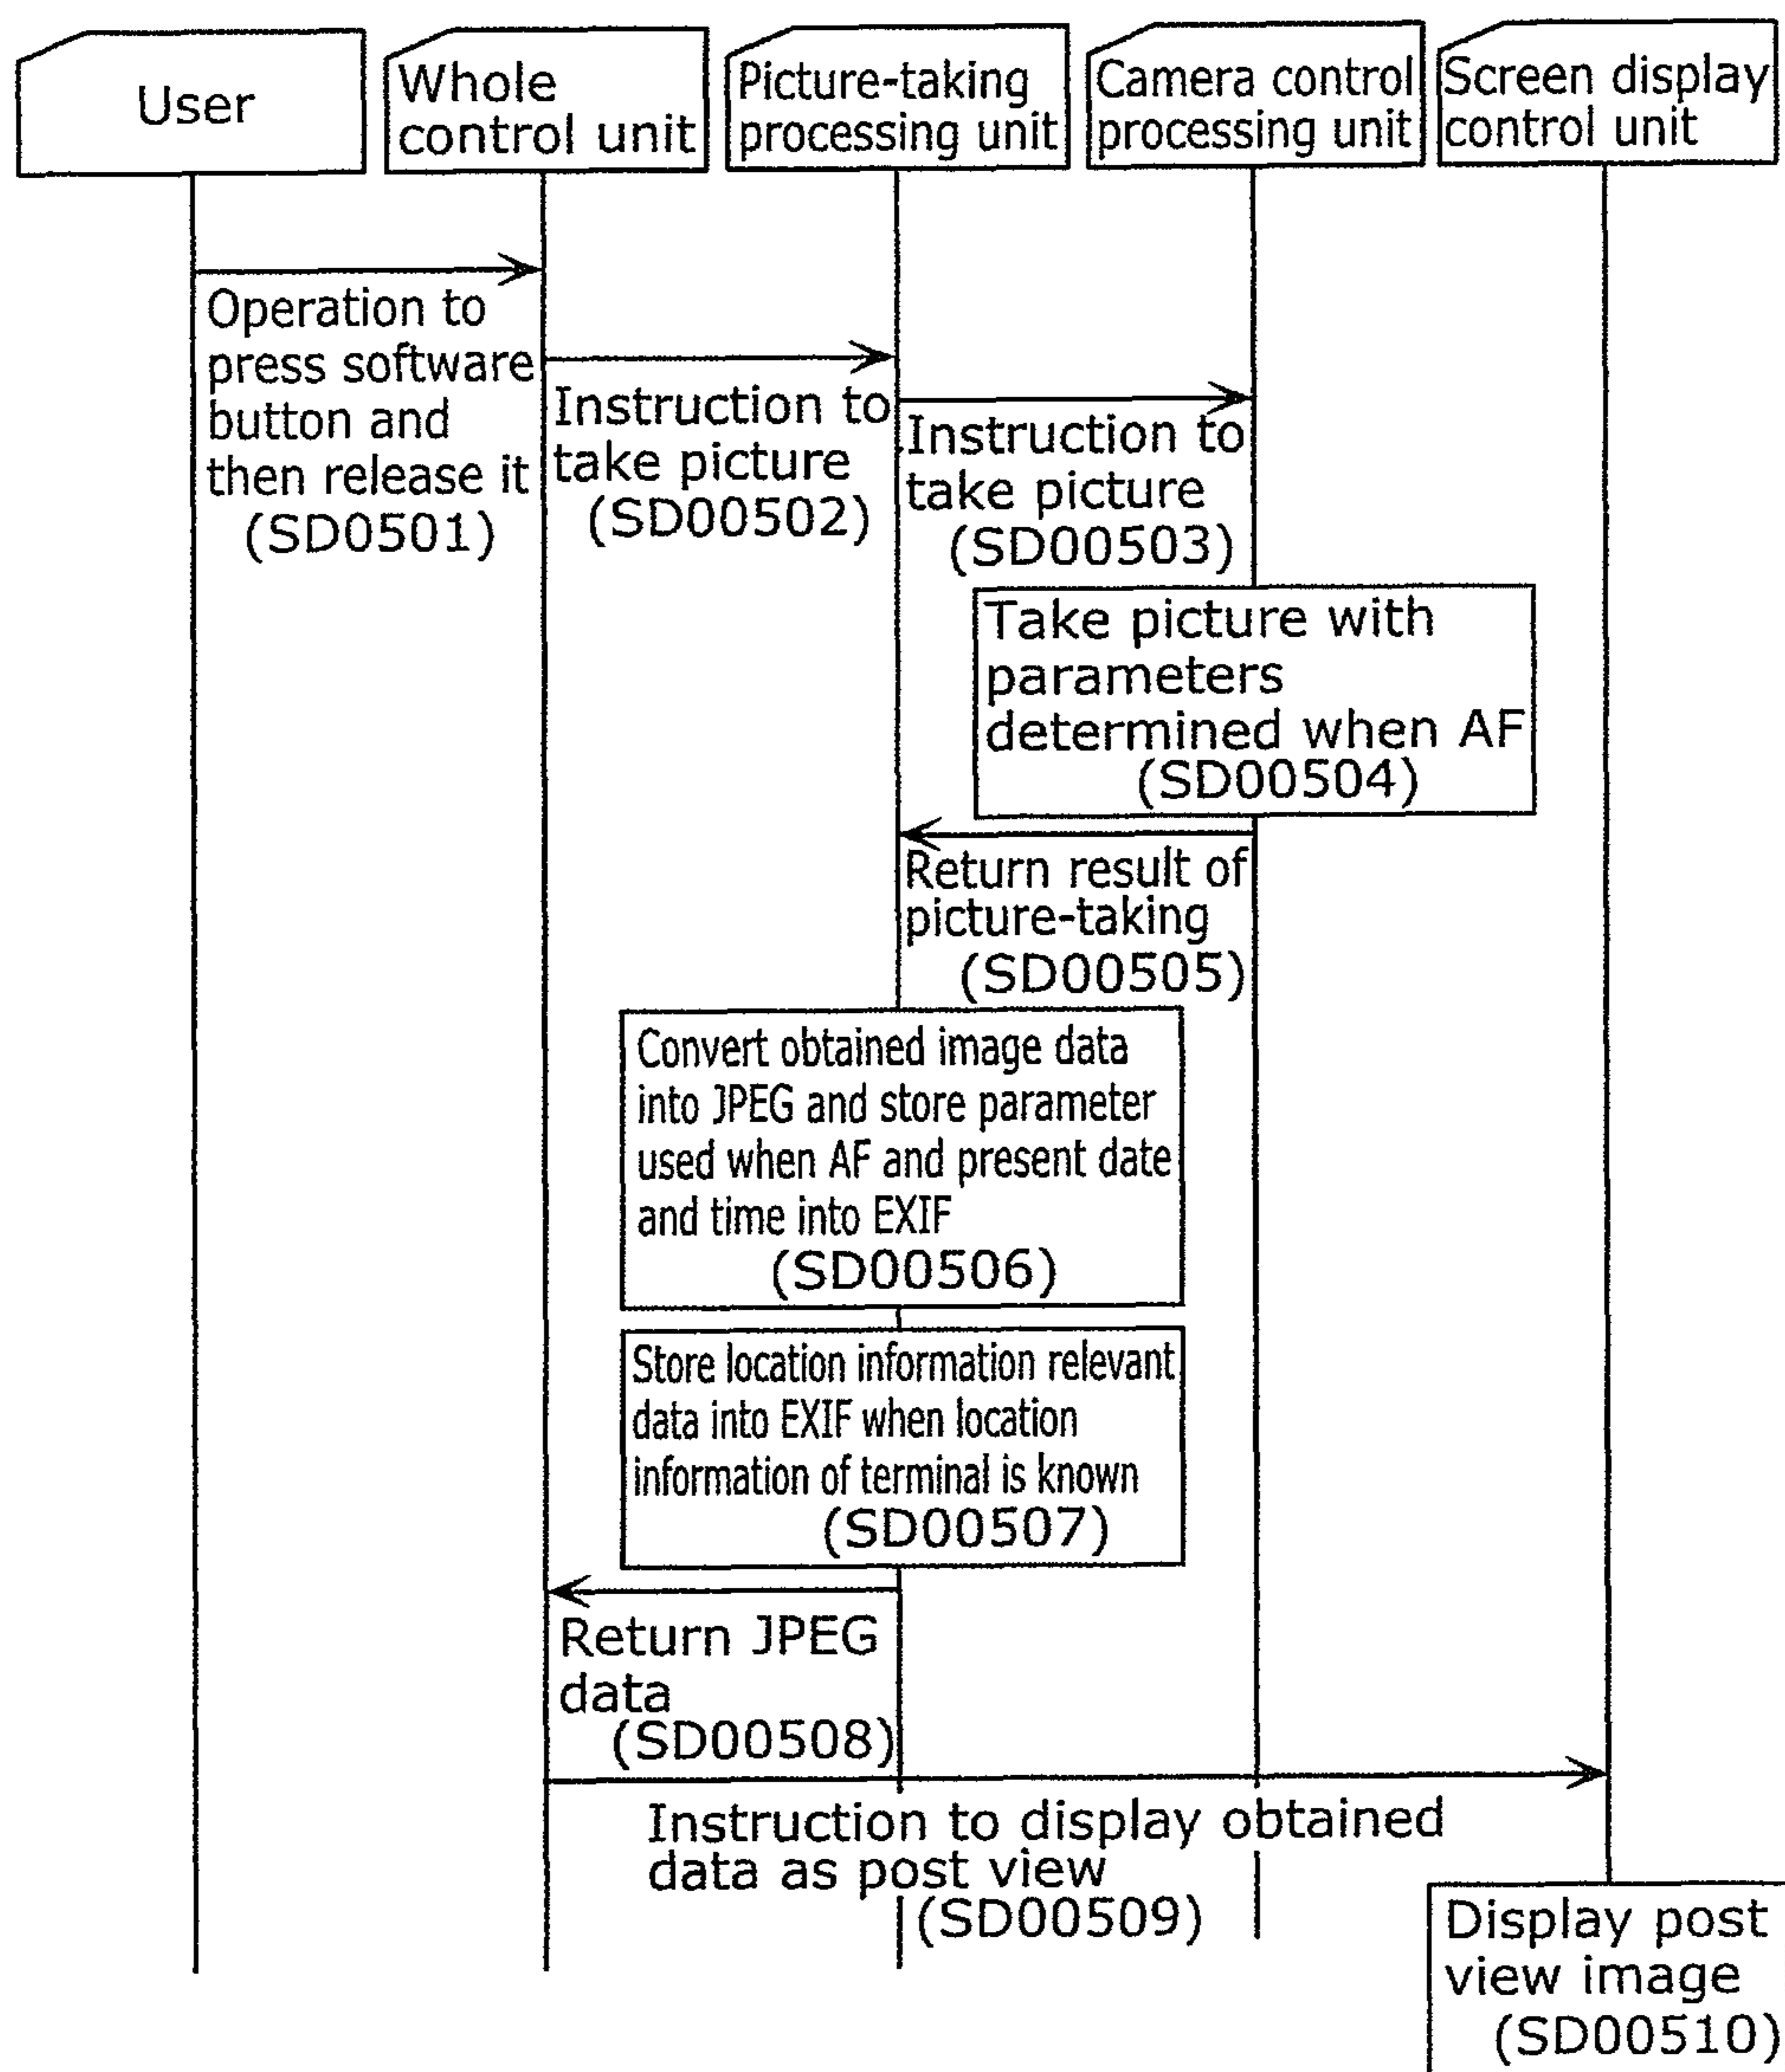 User
Whole
control unit
Picture-taking
processing unit
Camera control
processing unit
Screen display
control unit
Operation to
press software
button and
then release it
(SD0501)
Instruction to
take picture
(SD00502)
Instruction to
take picture
(SD00503)
Take picture with
parameters
determined when AF
(SD00504)
Return result of
picture-taking
(SD00505)
Convert obtained image data
into JPEG and store parameter
used when AF and present date
and time into EXIF
(SD00506)
Store location information relevant
data into EXIF when location
information of terminal is known
(SD00507)
Return JPEG
data
(SD00508)
Instruction to display obtained
data as post view
(SD00509)
Display post
view image
(SD00510)